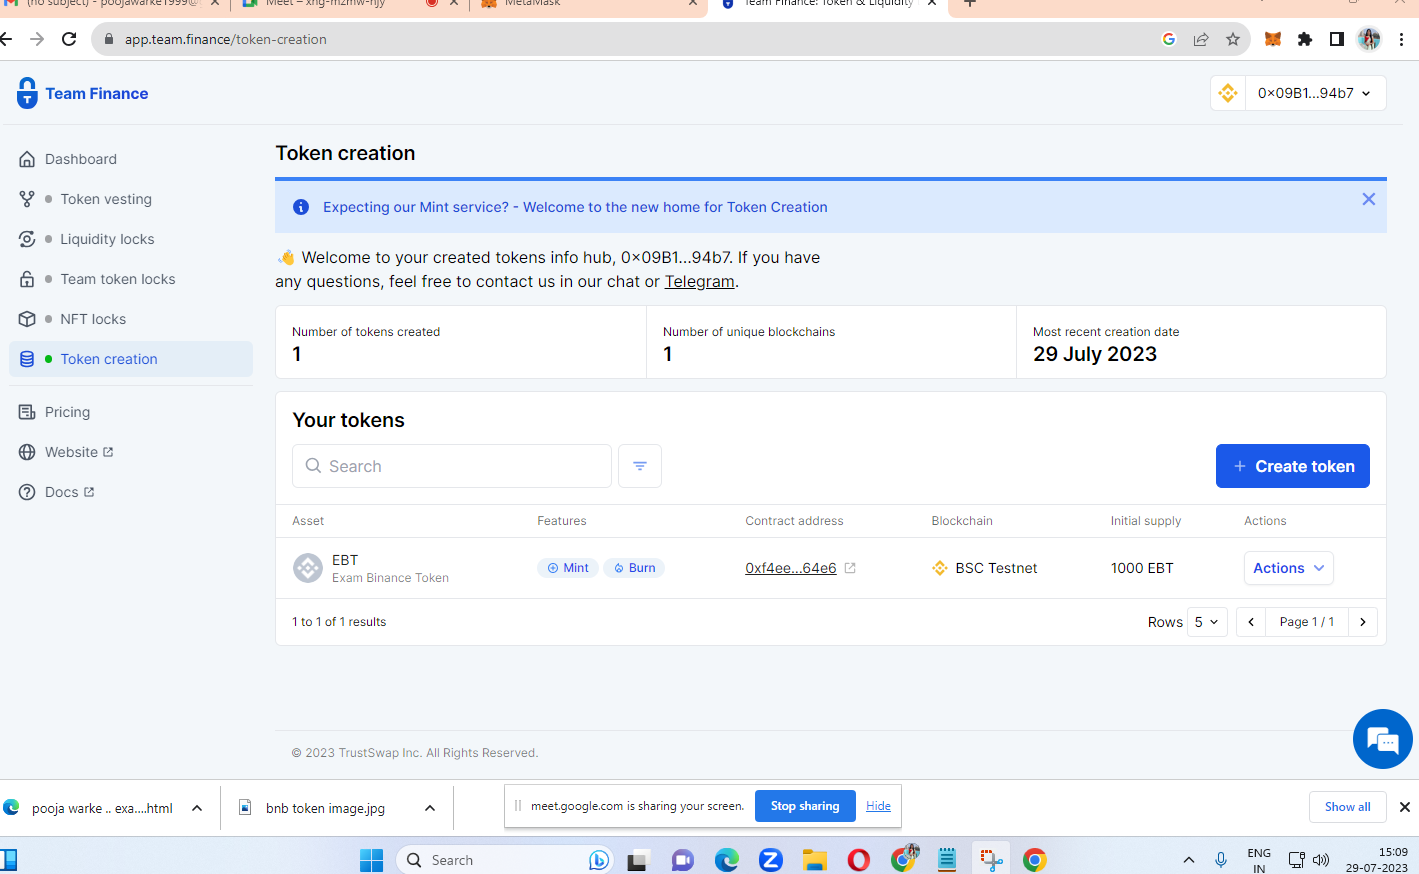 (no subject) - poojawarke1999@
Meet – xng-mzmw-njy
MetaMask
Team Finance: Token & Liquidity
app.team.finance/token-creation
Team Finance
0×09B1...94b7
Dashboard
Token vesting
Liquidity locks
Team token locks
NFT locks
Token creation
Pricing
Website
Docs
Token creation
Expecting our Mint service? - Welcome to the new home for Token Creation
👋 Welcome to your created tokens info hub, 0×09B1...94b7. If you have
any questions, feel free to contact us in our chat or Telegram.
Number of tokens created
1
Number of unique blockchains
1
Most recent creation date
29 July 2023
Your tokens
Search
+ Create token
Asset Features Contract address Blockchain Initial supply Actions
EBT
Exam Binance Token
Mint Burn 0xf4ee...64e6 BSC Testnet 1000 EBT Actions
1 to 1 of 1 results
Rows 5 Page 1 / 1
© 2023 TrustSwap Inc. All Rights Reserved.
pooja warke .. exa....html
bnb token image.jpg
meet.google.com is sharing your screen.
Stop sharing
Hide
Show all
Search
ENG
IN
15:09
29-07-2023